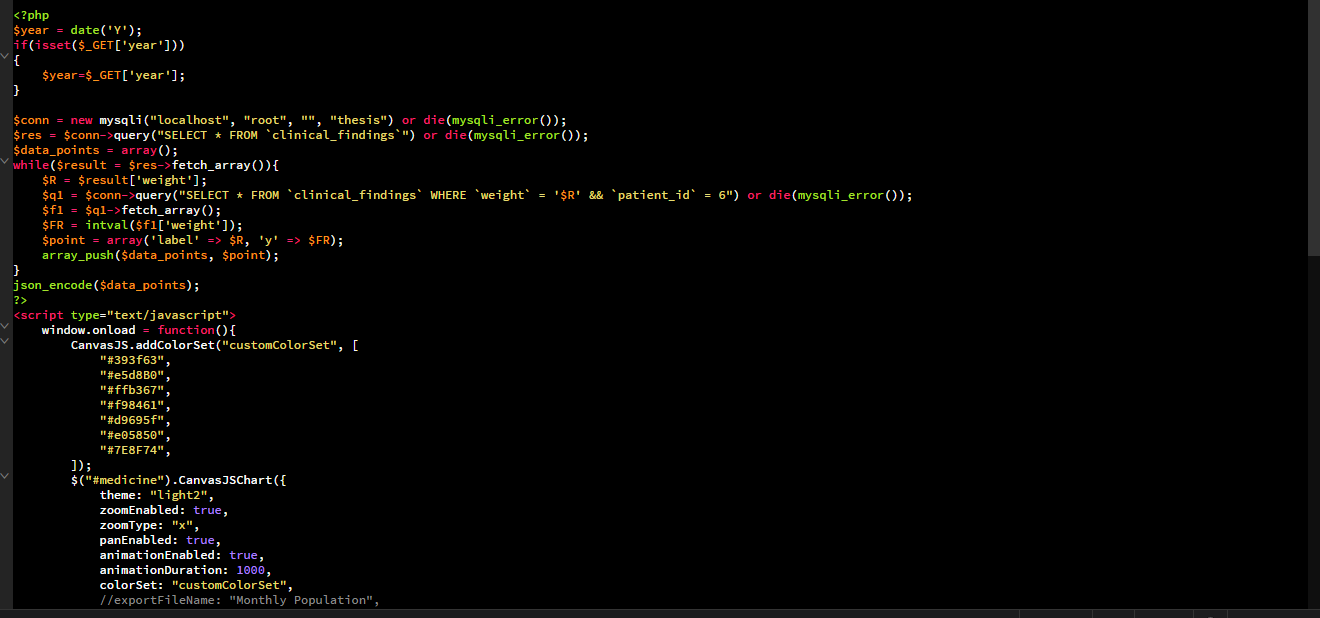 <?php
$year = date('Y');
if(isset($_GET['year']))
{
    $year=$_GET['year'];
}

$conn = new mysqli("localhost", "root", "", "thesis") or die(mysqli_error());
$res = $conn->query("SELECT * FROM `clinical_findings`") or die(mysqli_error());
$data_points = array();
while($result = $res->fetch_array()){
    $R = $result['weight'];
    $q1 = $conn->query("SELECT * FROM `clinical_findings` WHERE `weight` = '$R' && `patient_id` = 6") or die(mysqli_error());
    $f1 = $q1->fetch_array();
    $FR = intval($f1['weight']);
    $point = array('label' => $R, 'y' => $FR);
    array_push($data_points, $point);
}
json_encode($data_points);
?>
<script type="text/javascript">
    window.onload = function(){
        CanvasJS.addColorSet("customColorSet", [
            "#393f63",
            "#e5d8B0",
            "#ffb367",
            "#f98461",
            "#d9695f",
            "#e05850",
            "#7E8F74",
        ]);
        $("#medicine").CanvasJSChart({
            theme: "light2",
            zoomEnabled: true,
            zoomType: "x",
            panEnabled: true,
            animationEnabled: true,
            animationDuration: 1000,
            colorSet: "customColorSet",
            //exportFileName: "Monthly Population",